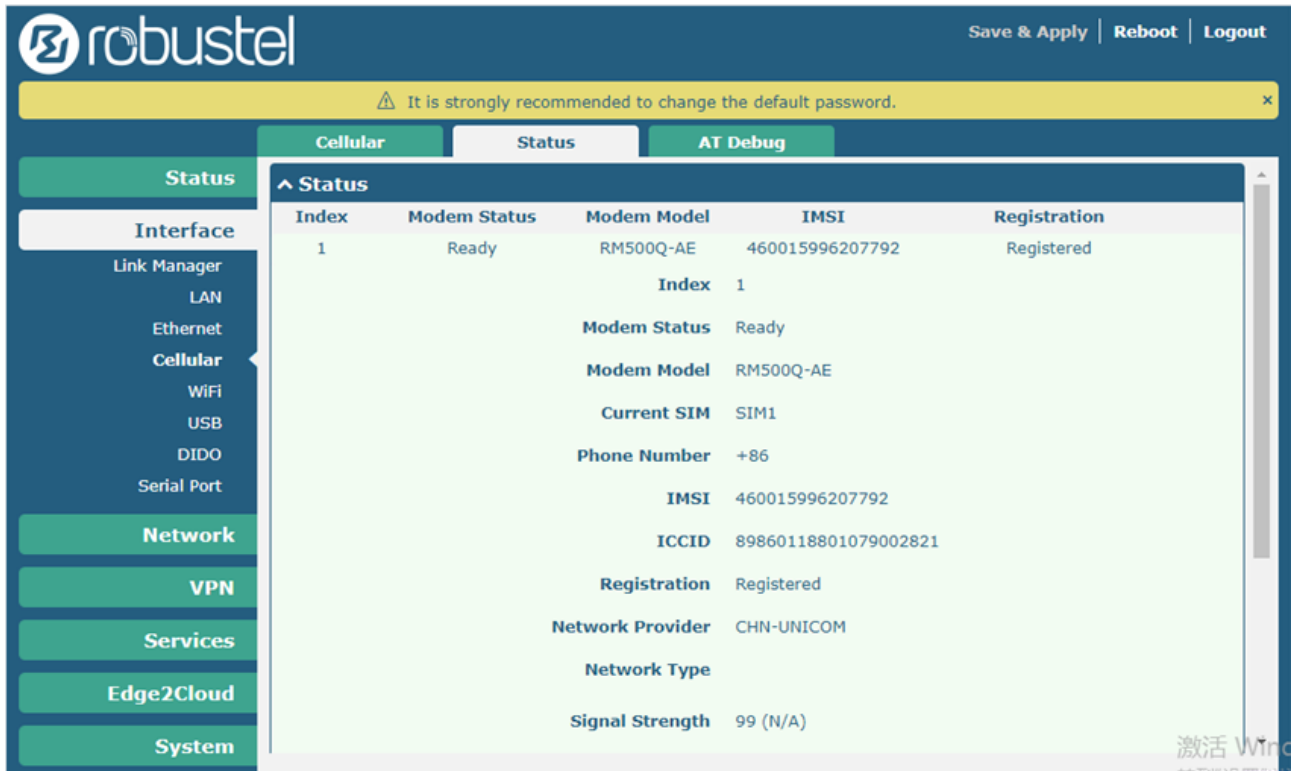 robustel
Save & Apply | Reboot | Logout
⚠ It is strongly recommended to change the default password. ×
Cellular Status AT Debug
Status
Interface
Link Manager
LAN
Ethernet
Cellular
WiFi
USB
DIDO
Serial Port
Network
VPN
Services
Edge2Cloud
System
Status
Index Modem Status Modem Model IMSI Registration
1 Ready RM500Q-AE 460015996207792 Registered
Index 1
Modem Status Ready
Modem Model RM500Q-AE
Current SIM SIM1
Phone Number +86
IMSI 460015996207792
ICCID 89860118801079002821
Registration Registered
Network Provider CHN-UNICOM
Network Type
Signal Strength 99 (N/A)
激活